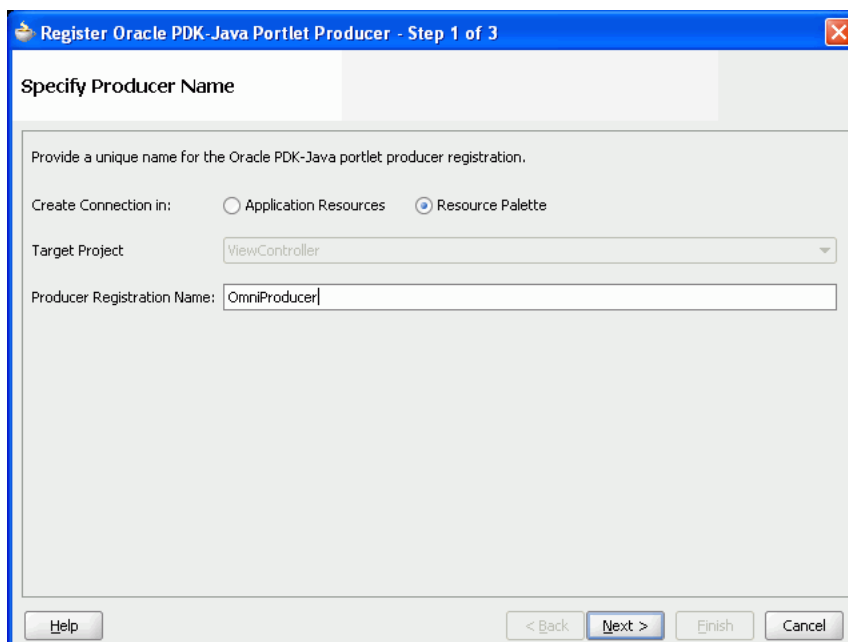 Register Oracle PDK-Java Portlet Producer - Step 1 of 3
Specify Producer Name
Provide a unique name for the Oracle PDK-Java portlet producer registration.
Create Connection in: Application Resources Resource Palette
Target Project ViewController
Producer Registration Name: OmniProducer
Help < Back Next > Finish Cancel